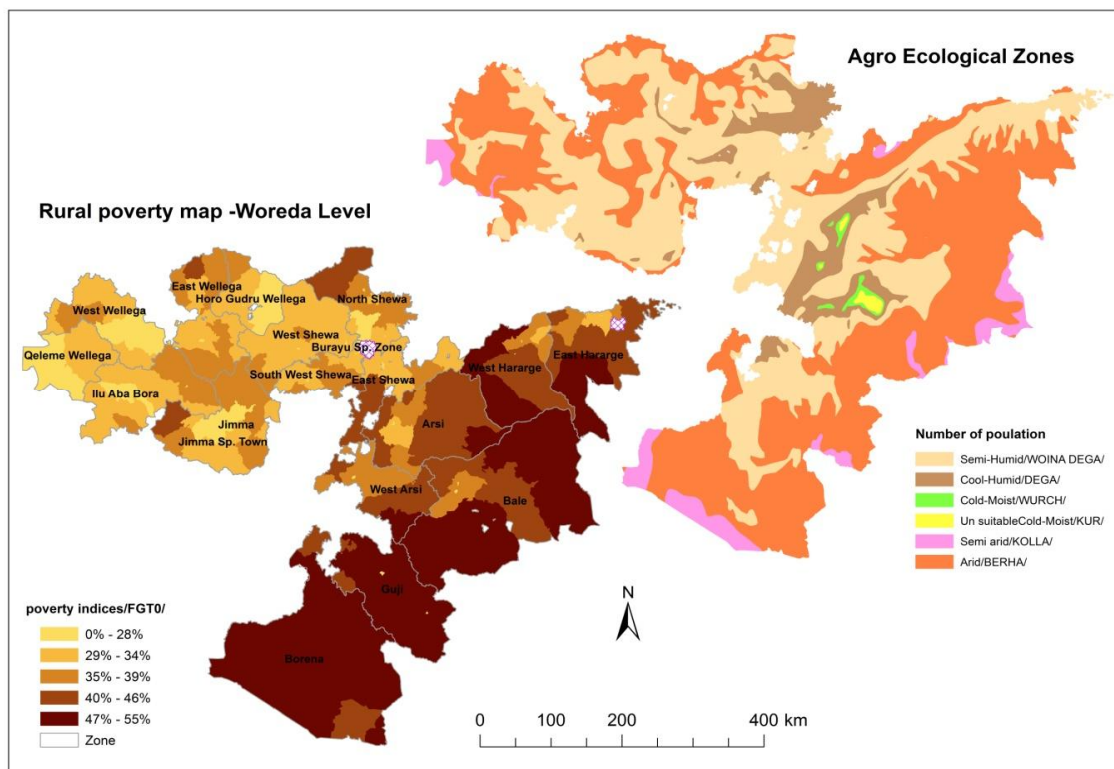 Agro Ecological Zones
Rural poverty map -Woreda Level
East Wellega
Horo Gudru Wellega
North Shewa
West Wellega
West Shewa
Burayu Sp. Zone
Qeleme Wellega
South West Shewa
East Shewa
West Hararge
East Hararge
Ilu Aba Bora
Jimma
Jimma Sp. Town
Arsi
West Arsi
Bale
Guji
Borena
Number of poulation
Semi-Humid/WOINA DEGA/
Cool-Humid/DEGA/
Cold-Moist/WURCH/
Un suitableCold-Moist/KUR/
Semi arid/KOLLA/
Arid/BERHA/
poverty indices/FGT0/
0% - 28%
29% - 34%
35% - 39%
40% - 46%
47% - 55%
Zone
N
0 100 200 400 km